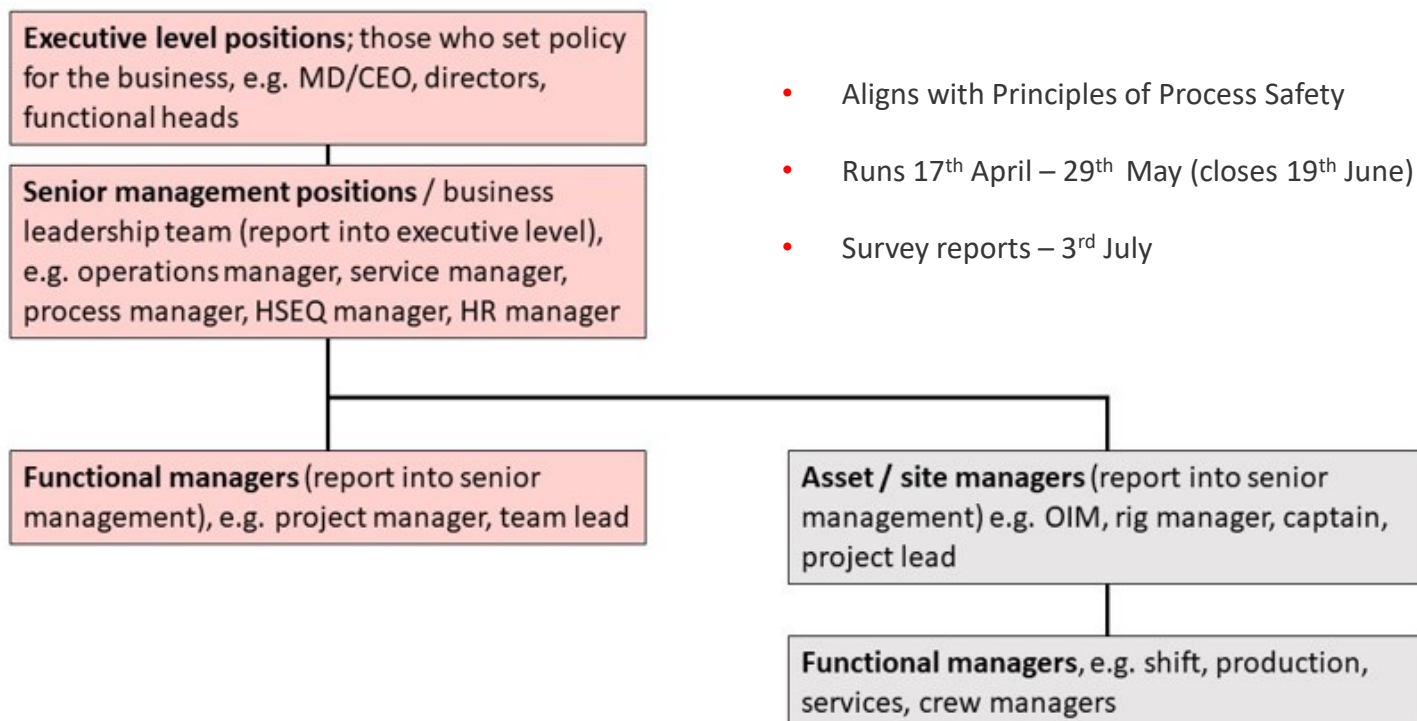 Executive level positions; those who set policy
for the business, e.g. MD/CEO, directors,
functional heads
Senior management positions / business
leadership team (report into executive level),
e.g. operations manager, service manager,
process manager, HSEQ manager, HR manager
• Aligns with Principles of Process Safety
• Runs 17th April – 29th May (closes 19th June)
• Survey reports – 3rd July
Functional managers (report into senior
management), e.g. project manager, team lead
Asset / site managers (report into senior
management) e.g. OIM, rig manager, captain,
project lead
Functional managers, e.g. shift, production,
services, crew managers